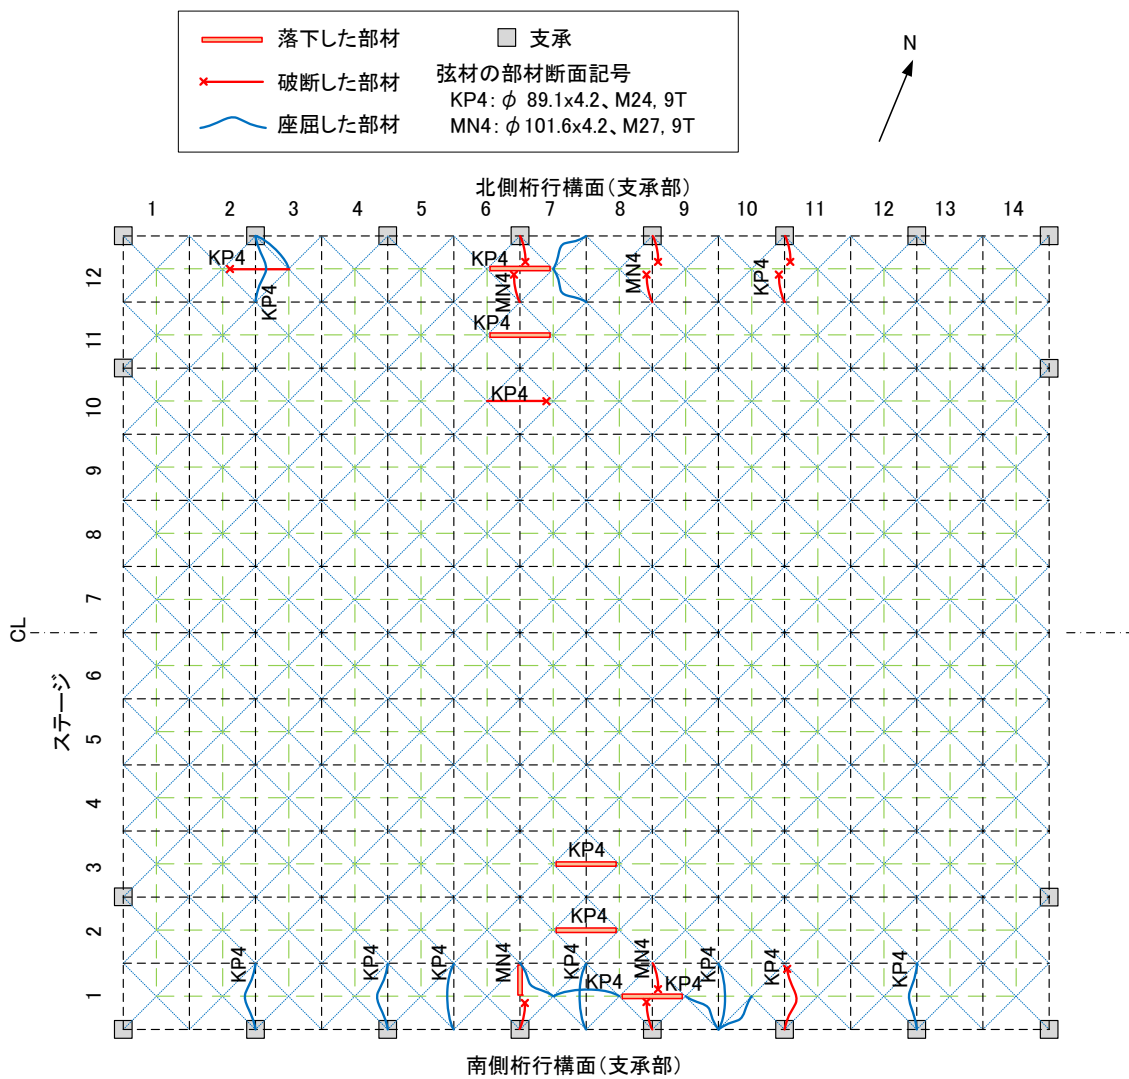 落下した部材
支承
破断した部材
弦材の部材断面記号
KP4: φ 89.1x4.2、M24, 9T
座屈した部材
MN4: φ101.6x4.2、M27, 9T
N
北側桁行構面(支承部)
1 2 3 4 5 6 7 8 9 10 11 12 13 14
12
KP4
KP4
KP4
MN4
MN4
KP4
11
KP4
10
KP4
9
8
7
CL
ステージ
6
5
4
3
KP4
2
KP4
1
KP4
KP4
KP4
MN4
KP4
KP4
MN4
KP4
KP4
KP4
KP4
南側桁行構面(支承部)